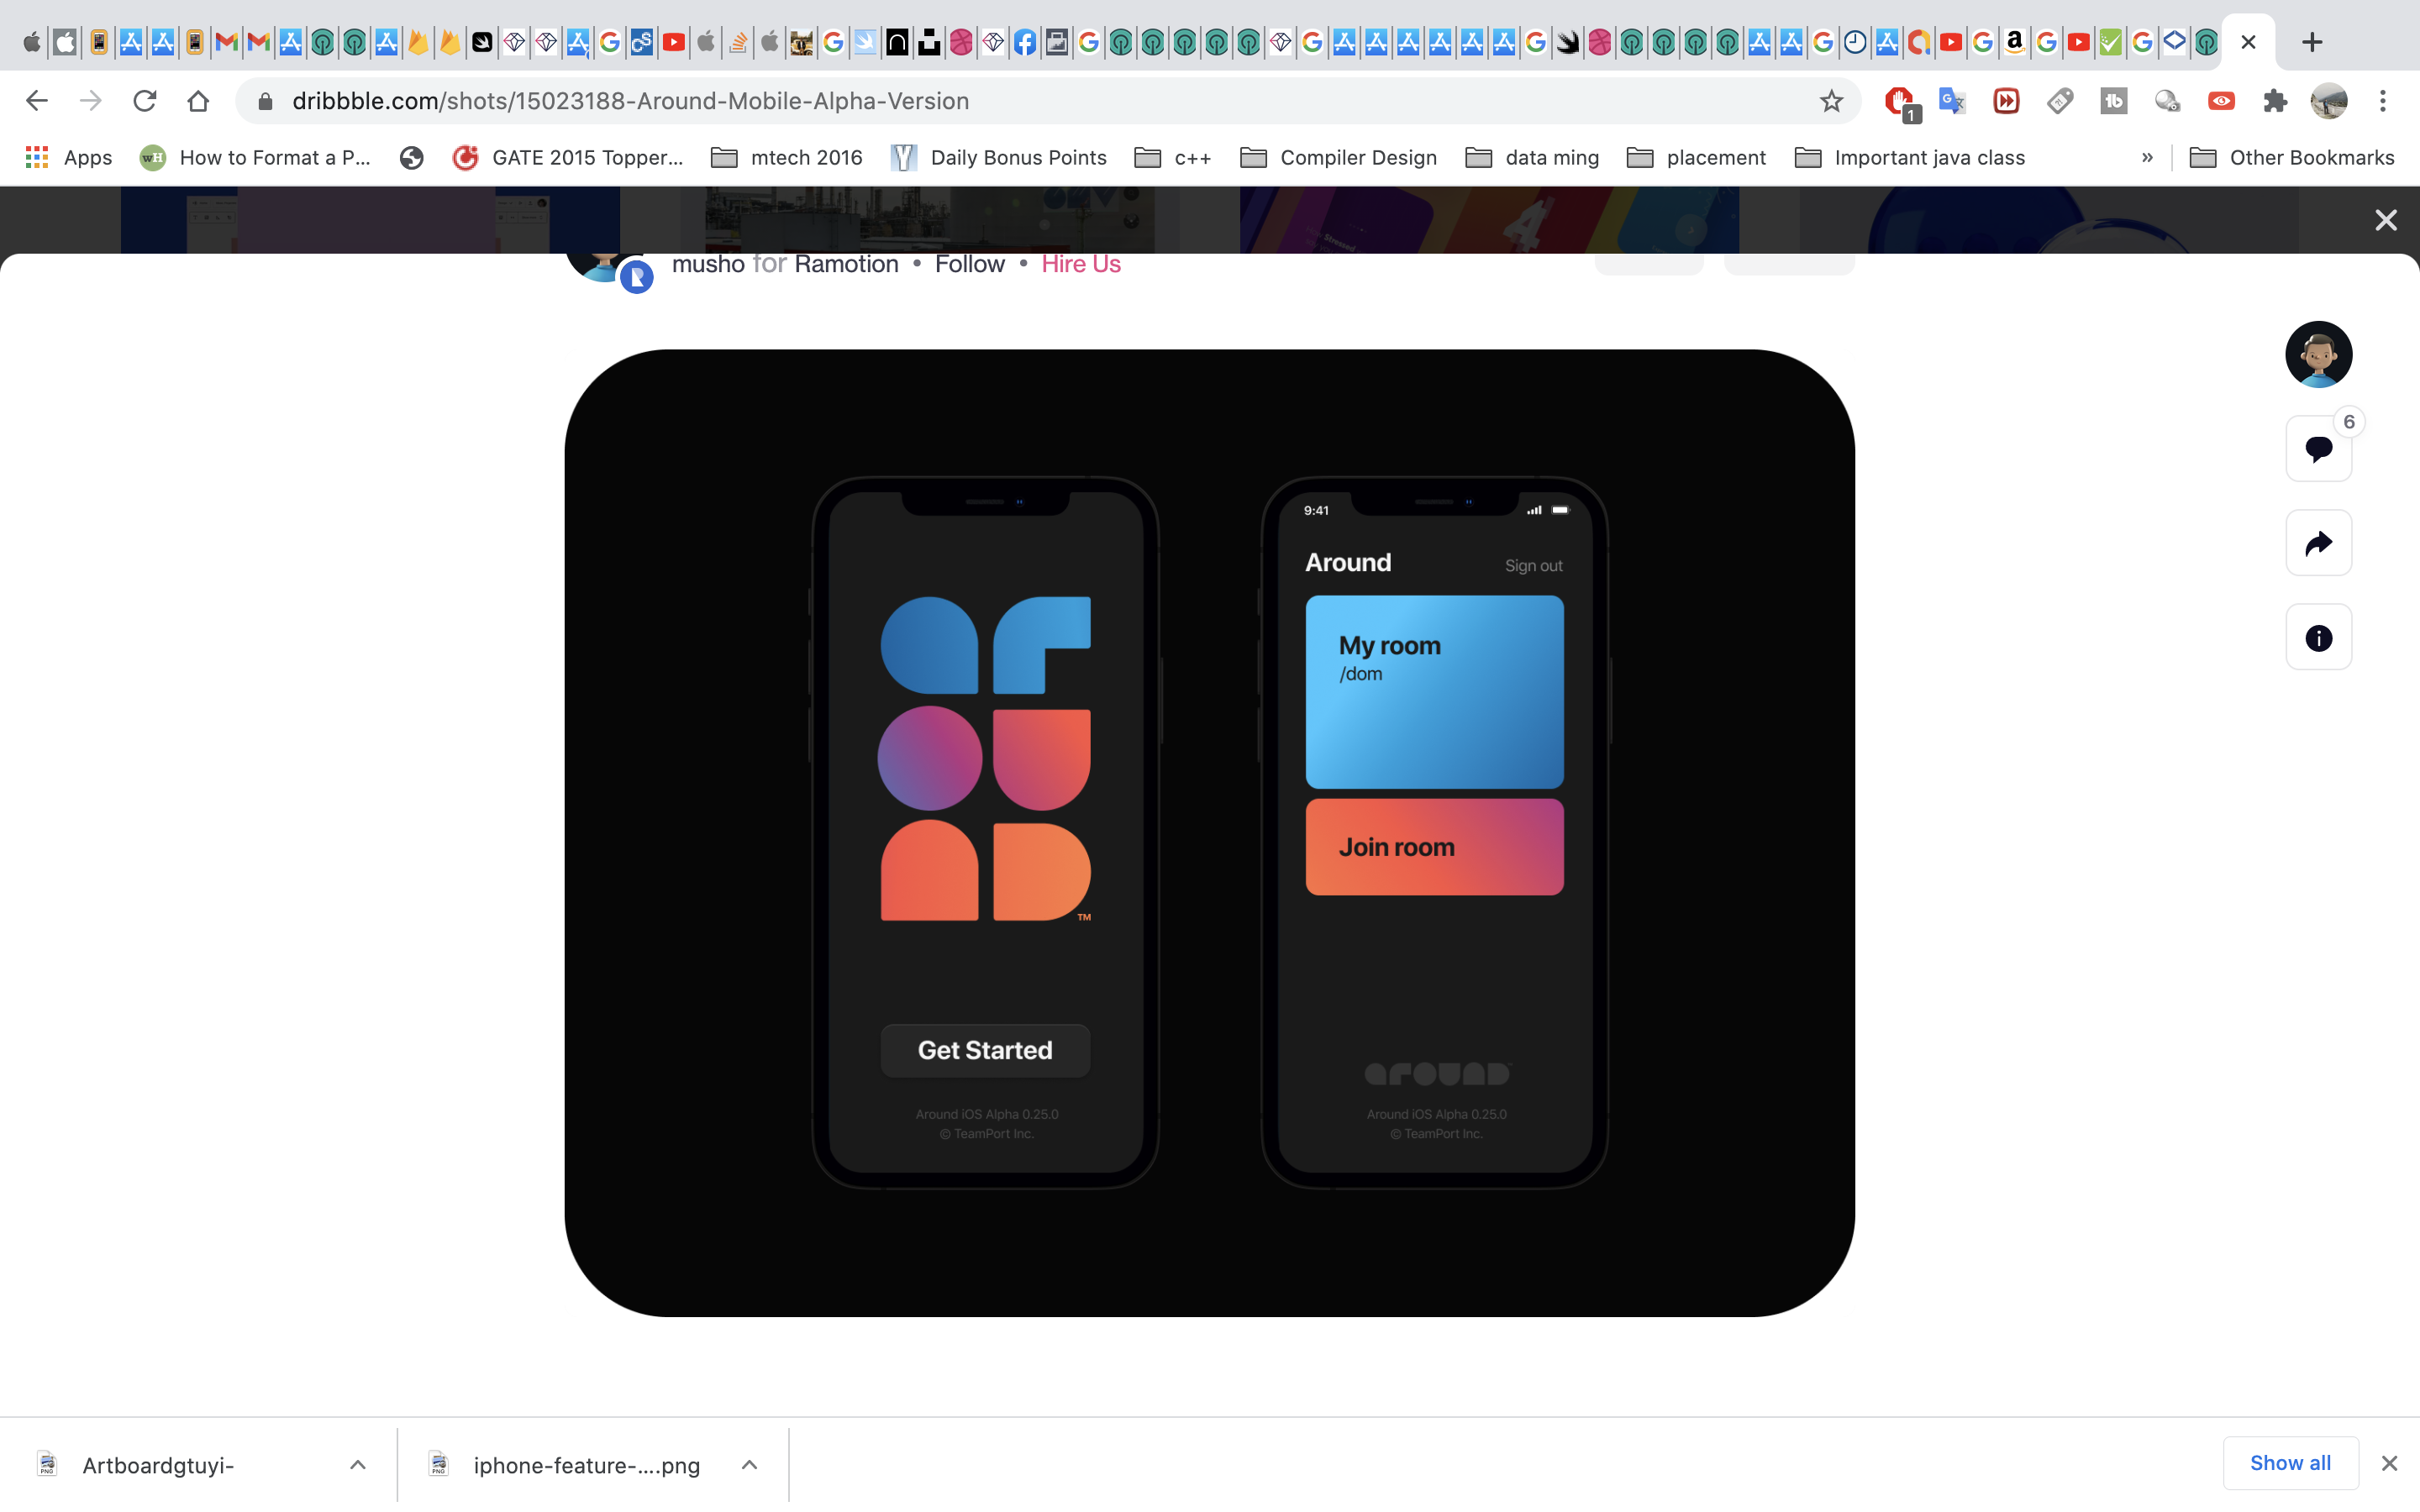 dribbble.com/shots/15023188-Around-Mobile-Alpha-Version
1
Apps
How to Format a P...
GATE 2015 Topper...
mtech 2016
Daily Bonus Points
c++
Compiler Design
data ming
placement
Important java class
»
Other Bookmarks
musho for Ramotion • Follow • Hire Us
6
around
TM
Get Started
Around iOS Alpha 0.25.0
© TeamPort Inc.
9:41
Around
Sign out
My room
/dom
Join room
around
Around iOS Alpha 0.25.0
© TeamPort Inc.
Artboardgtuyi-
iphone-feature-....png
Show all